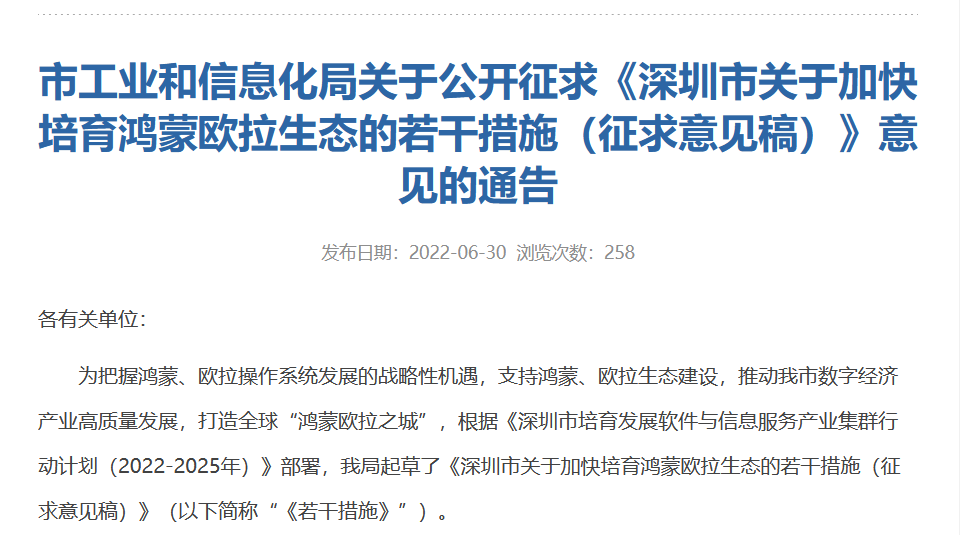 市工业和信息化局关于公开征求《深圳市关于加快
培育鸿蒙欧拉生态的若干措施（征求意见稿）》意
见的通告
发布日期：2022-06-30 浏览次数：258
各有关单位：
为把握鸿蒙、欧拉操作系统发展的战略性机遇，支持鸿蒙、欧拉生态建设，推动我市数字经济
产业高质量发展，打造全球“鸿蒙欧拉之城”，根据《深圳市培育发展软件与信息服务产业集群行
动计划（2022-2025年）》部署，我局起草了《深圳市关于加快培育鸿蒙欧拉生态的若干措施（征
求意见稿）》（以下简称“《若干措施》”）。